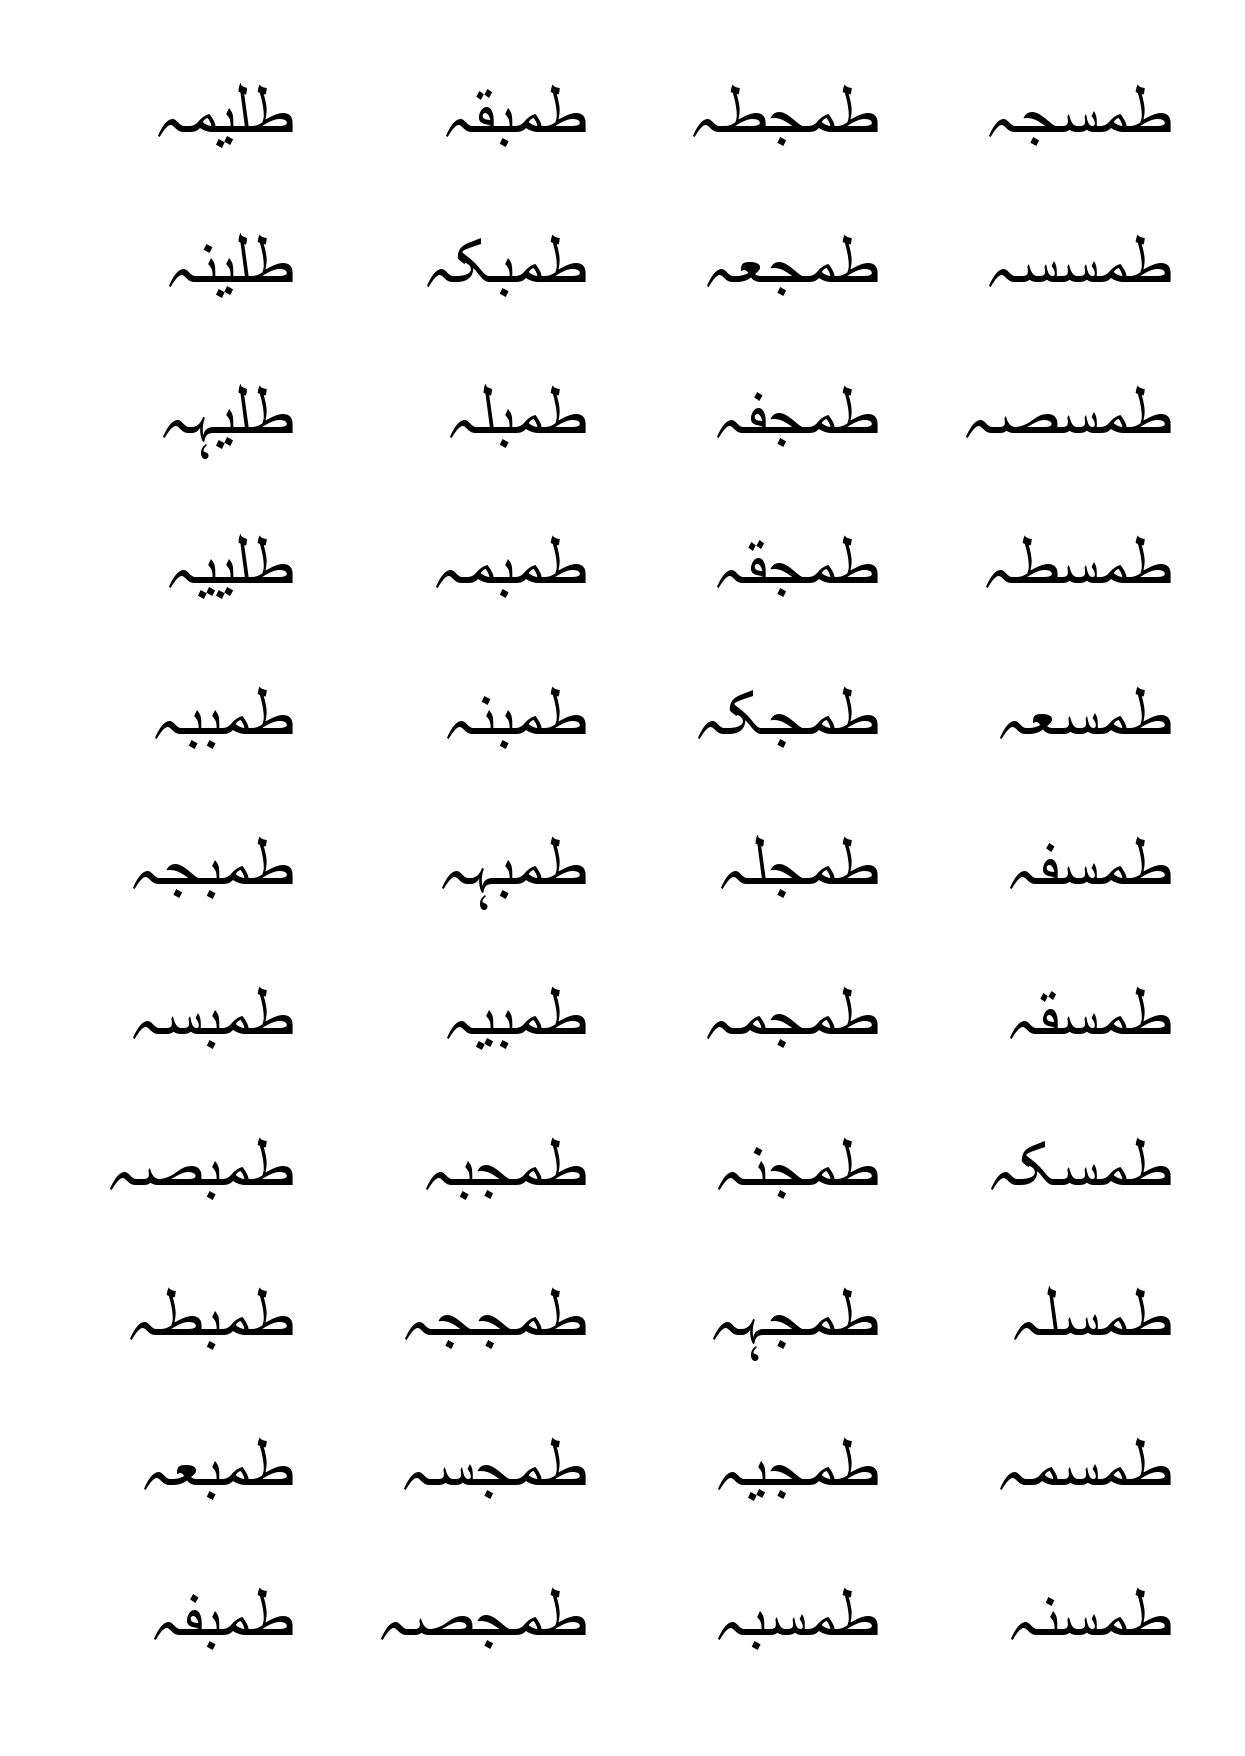 طمسجہ طمجطہ طمبقہ طلیمہ
طمسسہ طمجعہ طمبکہ طلینہ
طمسصہ طمجفہ طمبلہ طلیہہ
طمسطہ طمجقہ طمبمہ طلییہ
طمسعہ طمجکہ طمبنہ طمببہ
طمسفہ طمجلہ طمبہہ طمبجہ
طمسقہ طمجمہ طمبیہ طمبسہ
طمسکہ طمجنہ طمجبہ طمبصہ
طمسلہ طمجہہ طمججہ طمبطہ
طمسمہ طمجیہ طمجسہ طمبعہ
طمسنہ طمسبہ طمجصہ طمبفہ